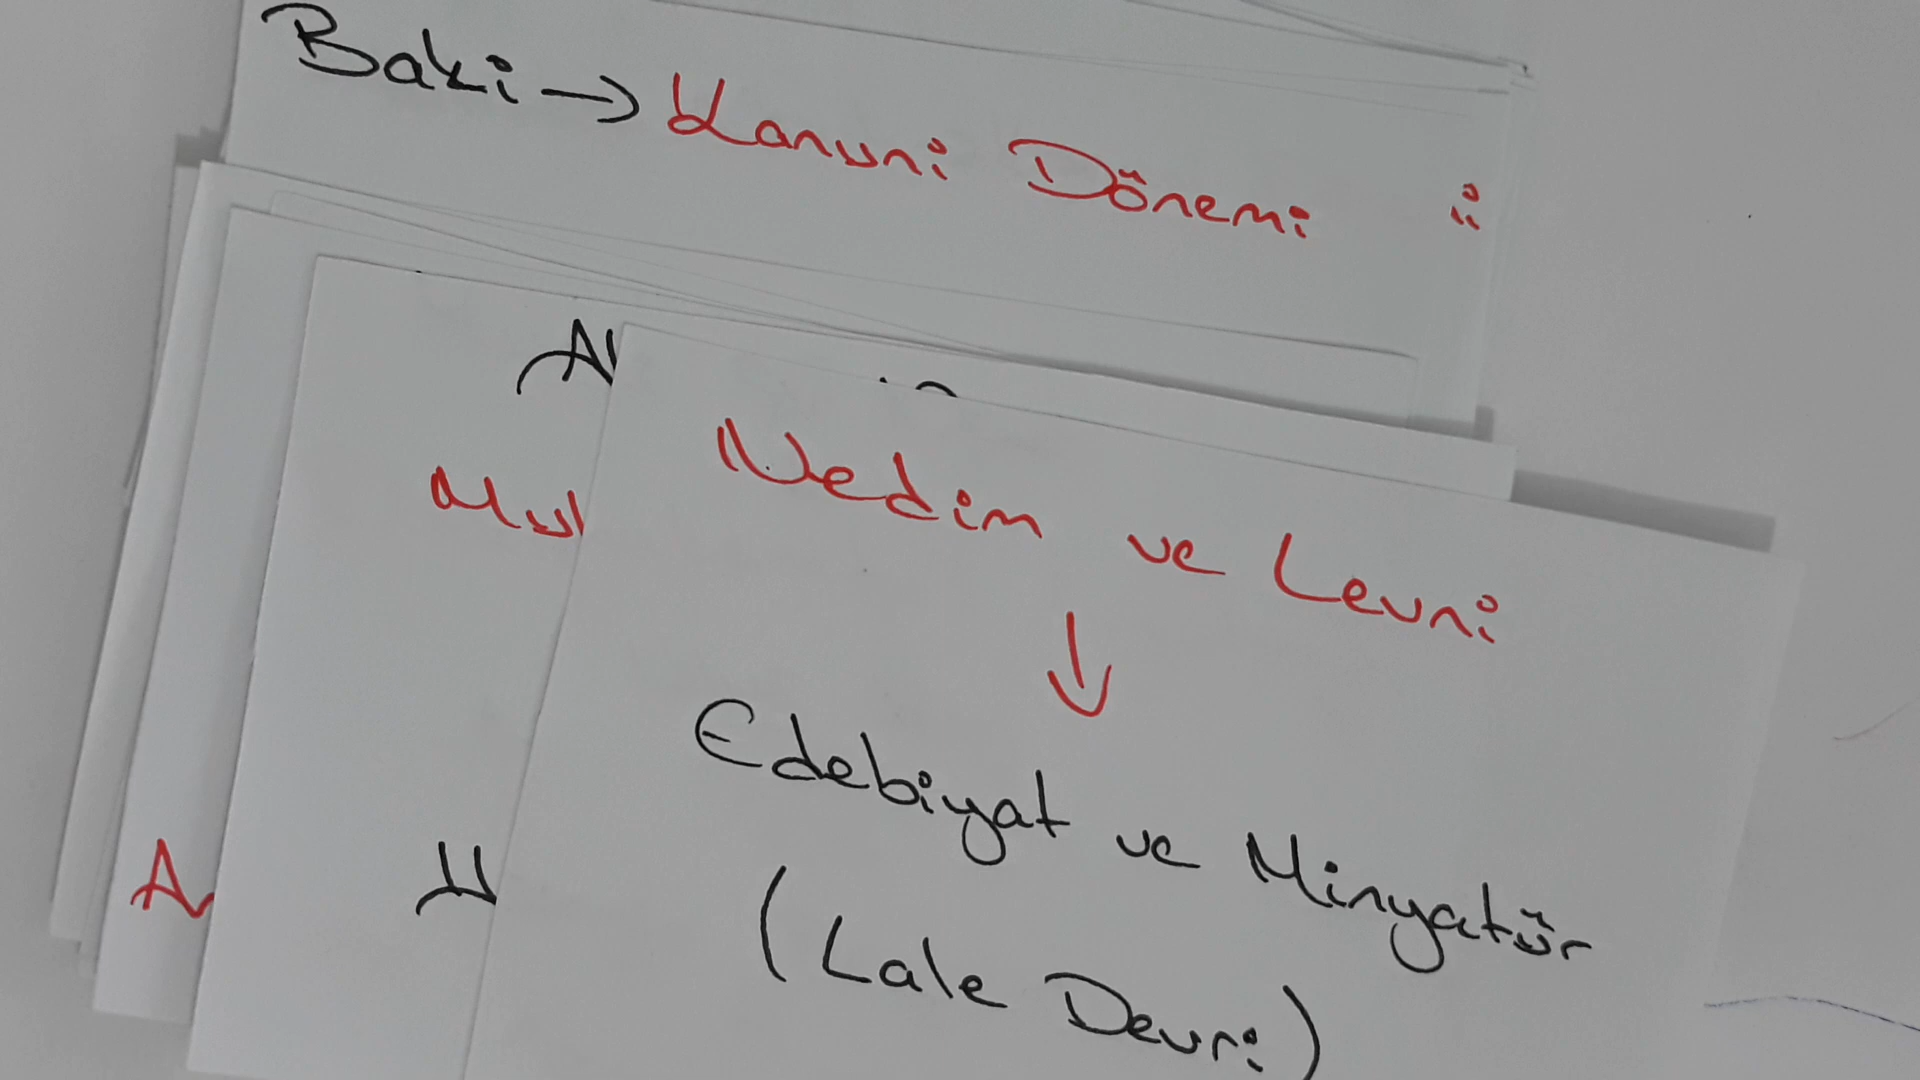 Baki → Kanuni Dönemi
Nedim ve Levni
↓
Edebiyat ve Minyatür
(Lale Devri)